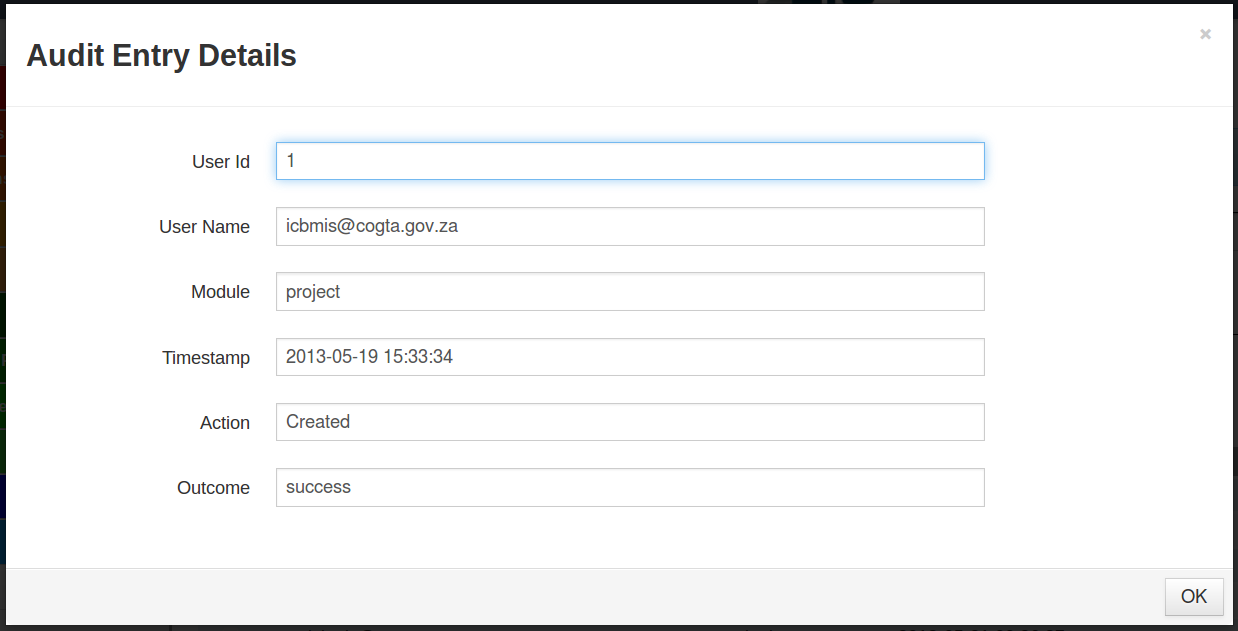 Audit Entry Details
×
User Id 1
User Name icbmis@cogta.gov.za
Module project
Timestamp 2013-05-19 15:33:34
Action Created
Outcome success
OK